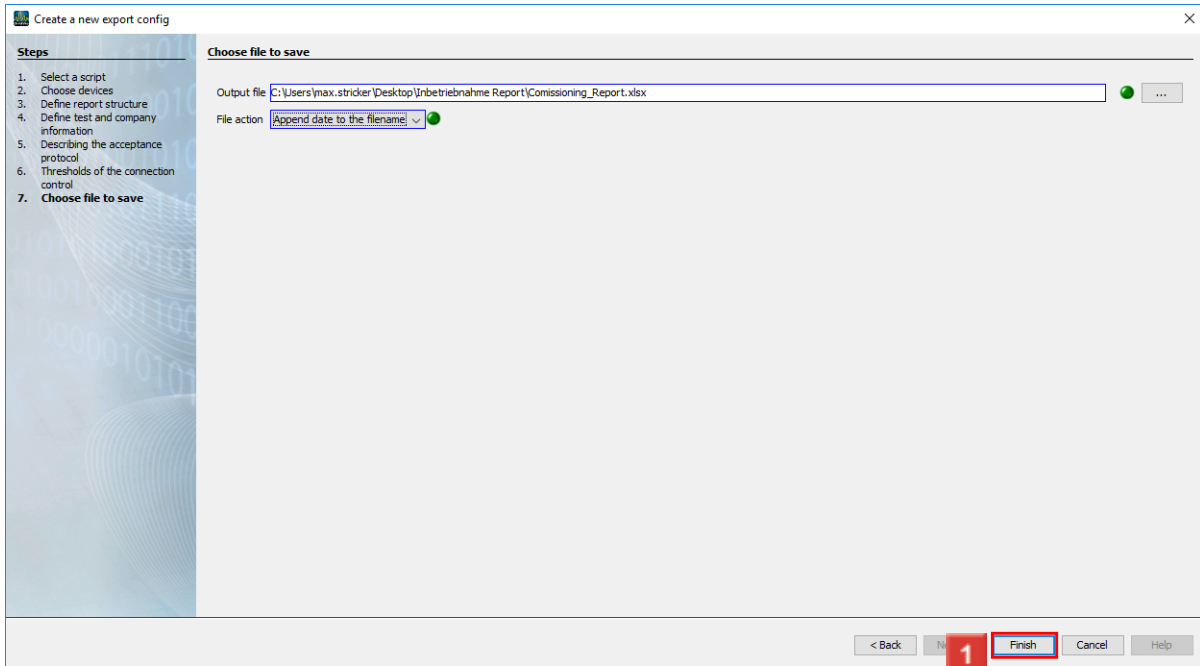 Create a new export config
Steps
1. Select a script
2. Choose devices
3. Define report structure
4. Define test and company
information
5. Describing the acceptance
protocol
6. Thresholds of the connection
control
7. Choose file to save
Choose file to save
Output file C:\Users\max.stricker\Desktop\Inbetriebnahme Report\Comissioning_Report.xlsx ...
File action Append date to the filename
< Back 1 Finish Cancel Help